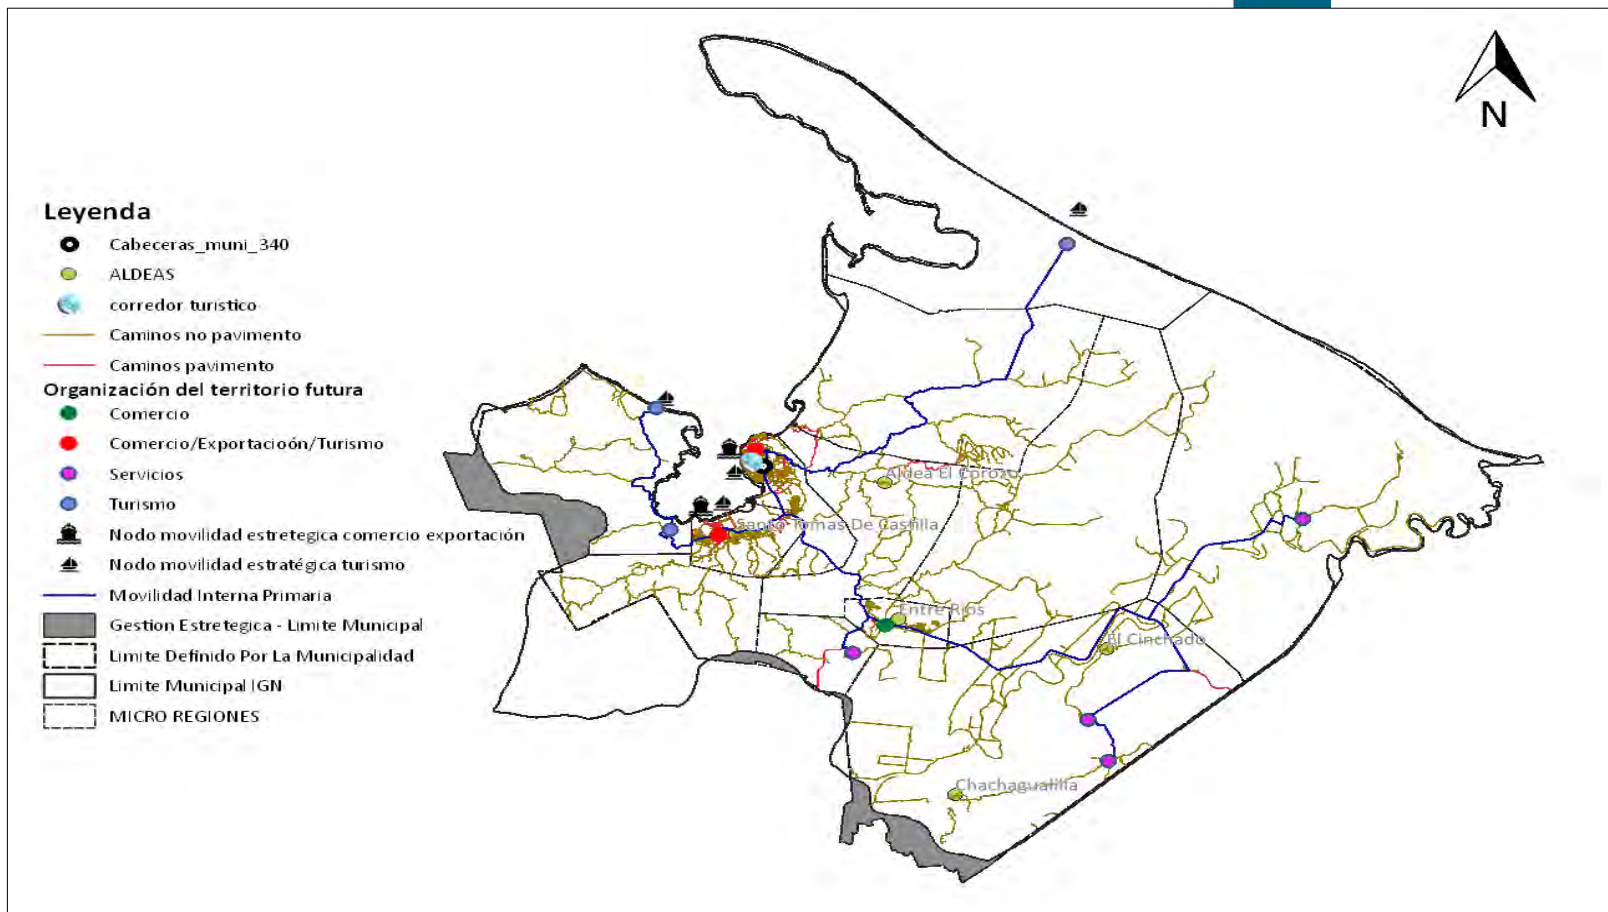 N
Leyenda
Cabeceras_muni_340
ALDEAS
corredor turistico
Caminos no pavimento
Caminos pavimento
Organización del territorio futura
Comercio
Comercio/Exportacioón/Turismo
Servicios
Turismo
Nodo movilidad estretegica comercio exportación
Nodo movilidad estratégica turismo
Movilidad Interna Primaria
Gestion Estretegica - Limite Municipal
Limite Definido Por La Municipalidad
Limite Municipal IGN
MICRO REGIONES
Aldea El Corozo
Santo Tomas De Castilla
Entre Rios
El Cinchado
Chachagualilla